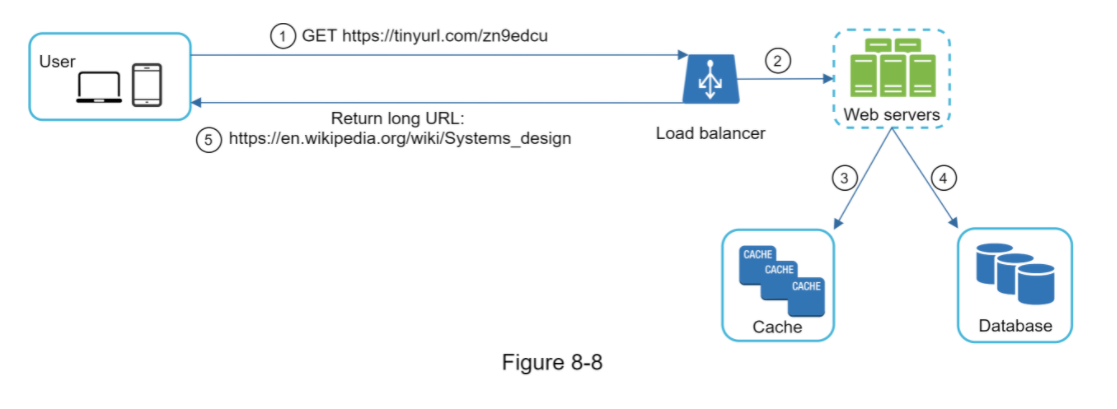 ① GET https://tinyurl.com/zn9edcu
User
②
Web servers
Load balancer
Return long URL:
⑤ https://en.wikipedia.org/wiki/Systems_design
③
④
CACHE
CACHE
CACHE
Cache
Database
Figure 8-8